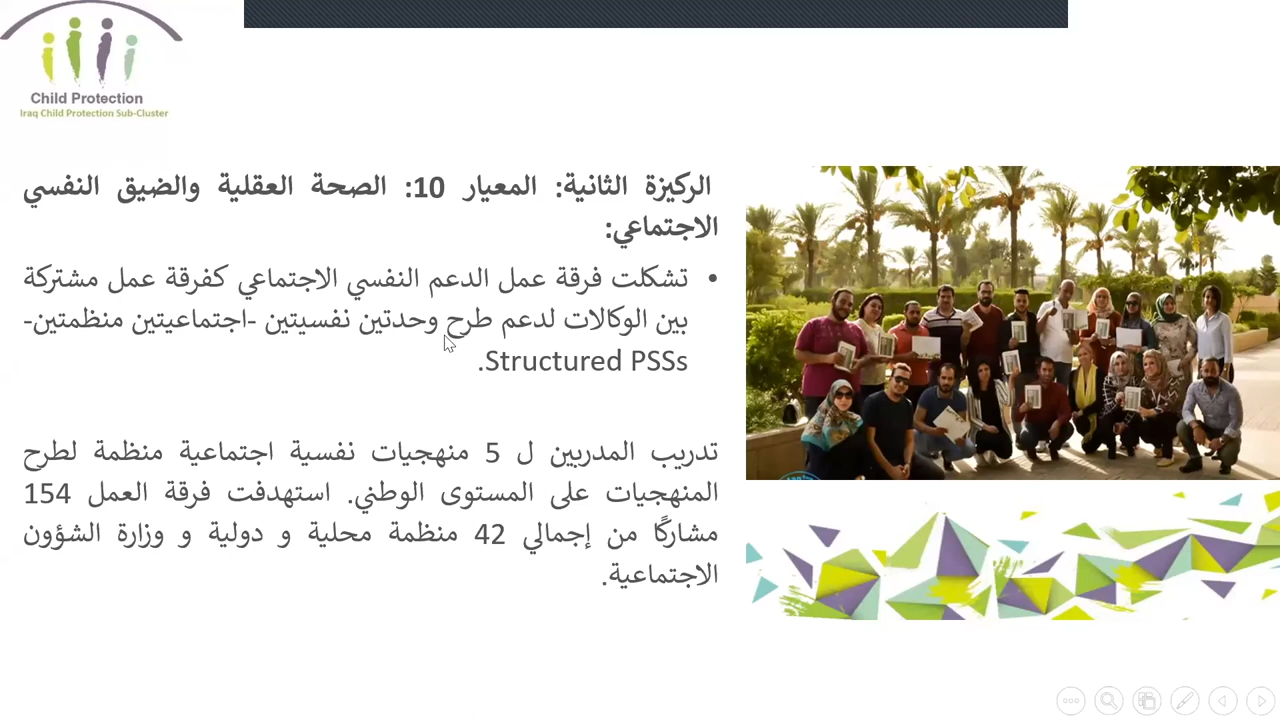 Child Protection
Iraq Child Protection Sub-Cluster
الركيزة الثانية: المعيار 10: الصحة العقلية والضيق النفسي
الاجتماعي:
• تشكلت فرقة عمل الدعم النفسي الاجتماعي كفرقة عمل مشتركة
بين الوكالات لدعم طرح وحدتين نفسيتين -اجتماعيتين منظمتين-
Structured PSSs.
تدريب المدربين ل 5 منهجيات نفسية اجتماعية منظمة لطرح
المنهجيات على المستوى الوطني. استهدفت فرقة العمل 154
مشاركًا من إجمالي 42 منظمة محلية و دولية و وزارة الشؤون
الاجتماعية.